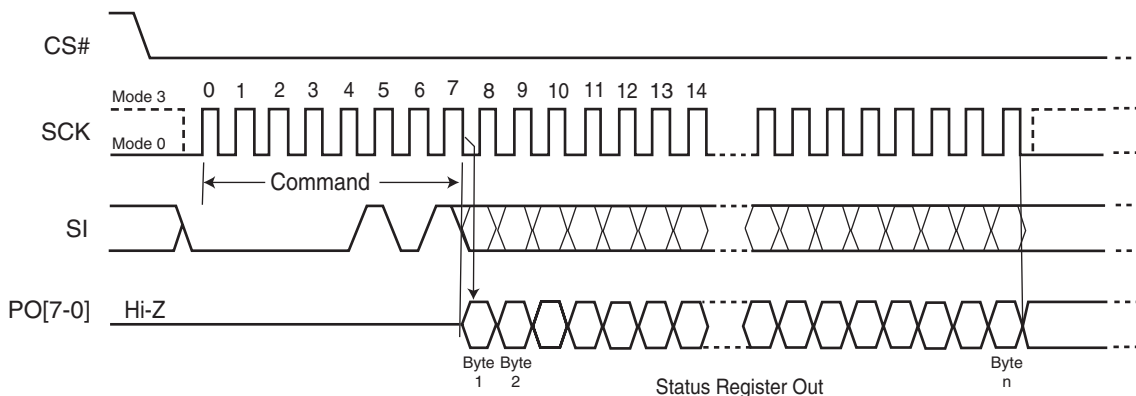 CS#
Mode 3
0 1 2 3 4 5 6 7 8 9 10 11 12 13 14
SCK
Mode 0
Command
SI
PO[7-0]
Hi-Z
Byte 1
Byte 2
Byte n
Status Register Out